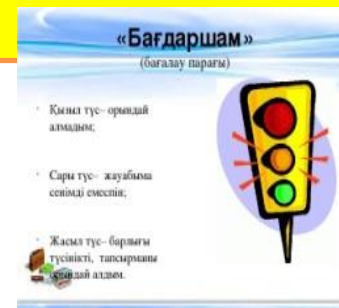 «Бағдаршам»
(бағалау парағы)
Қызыл түс– орындай
алмадым;
Сары түс– жауабыма
сенімді емеспін;
Жасыл түс– барлығы
түсінікті, тапсырманы
орындай алдым.